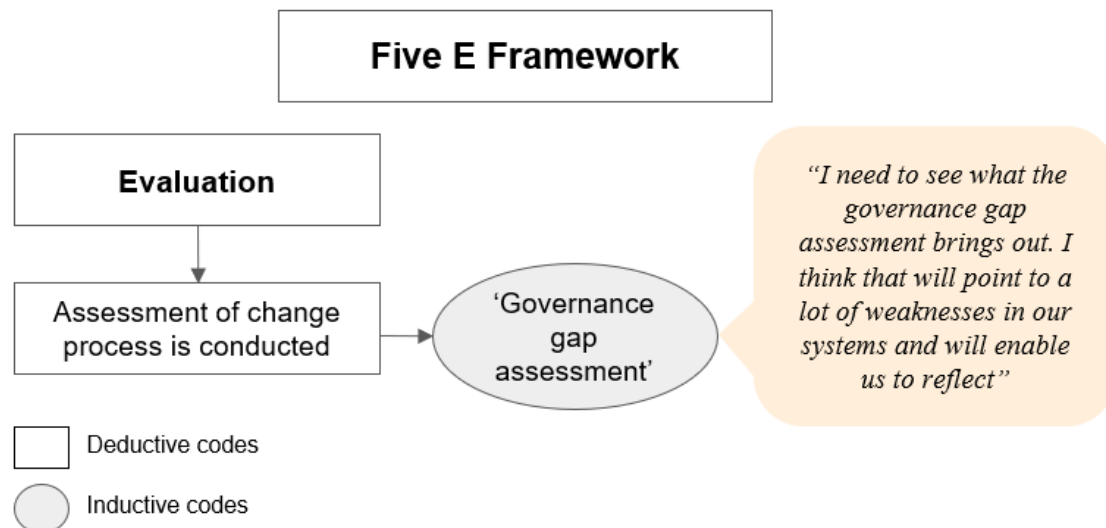 Five E Framework
Evaluation
Assessment of change
process is conducted
‘Governance
gap
assessment’
“I need to see what the
governance gap
assessment brings out. I
think that will point to a
lot of weaknesses in our
systems and will enable
us to reflect”
Deductive codes
Inductive codes